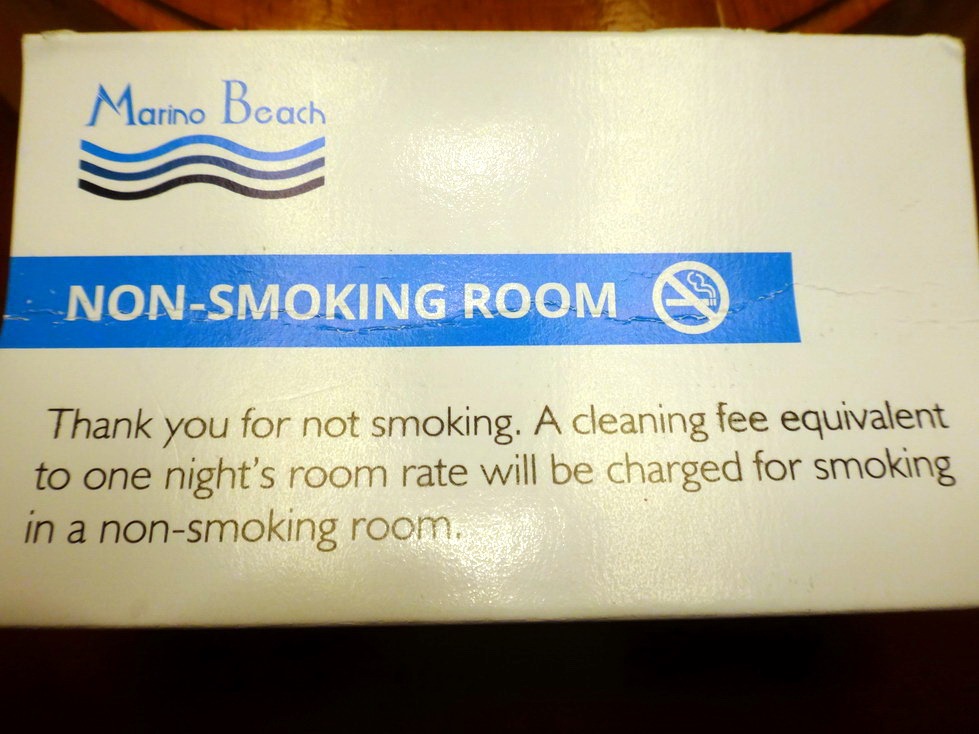 Marino Beach
NON-SMOKING ROOM
Thank you for not smoking. A cleaning fee equivalent
to one night's room rate will be charged for smoking
in a non-smoking room.